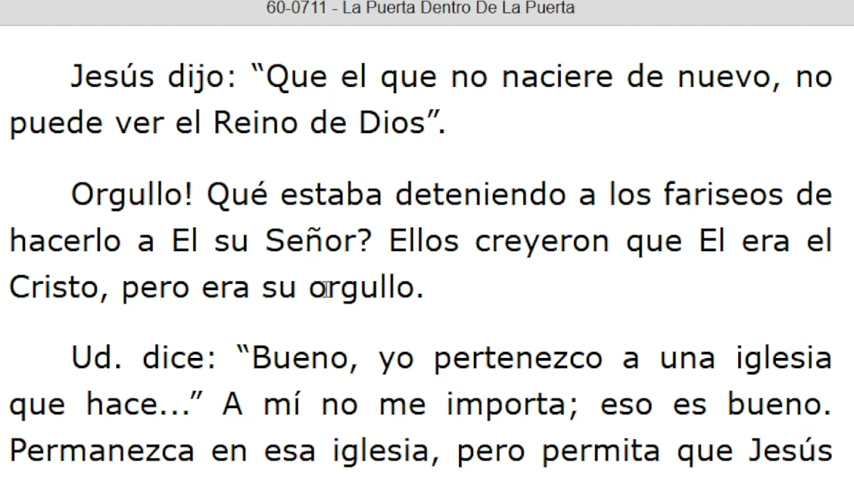 60-0711 - La Puerta Dentro De La Puerta
Jesús dijo: “Que el que no naciere de nuevo, no
puede ver el Reino de Dios”.
Orgullo! Qué estaba deteniendo a los fariseos de
hacerlo a El su Señor? Ellos creyeron que El era el
Cristo, pero era su orgullo.
Ud. dice: “Bueno, yo pertenezco a una iglesia
que hace...” A mí no me importa; eso es bueno.
Permanezca en esa iglesia, pero permita que Jesús